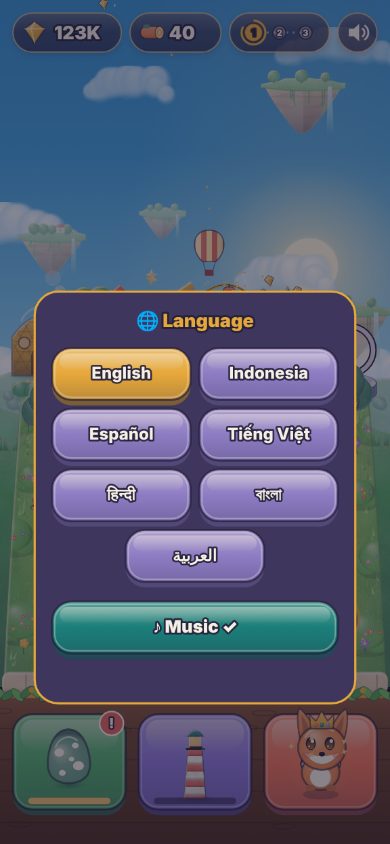 123K
40
1 2 3
🌐 Language
English
Indonesia
Español
Tiếng Việt
हिन्दी
বাংলা
العربية
♪ Music ✓
!